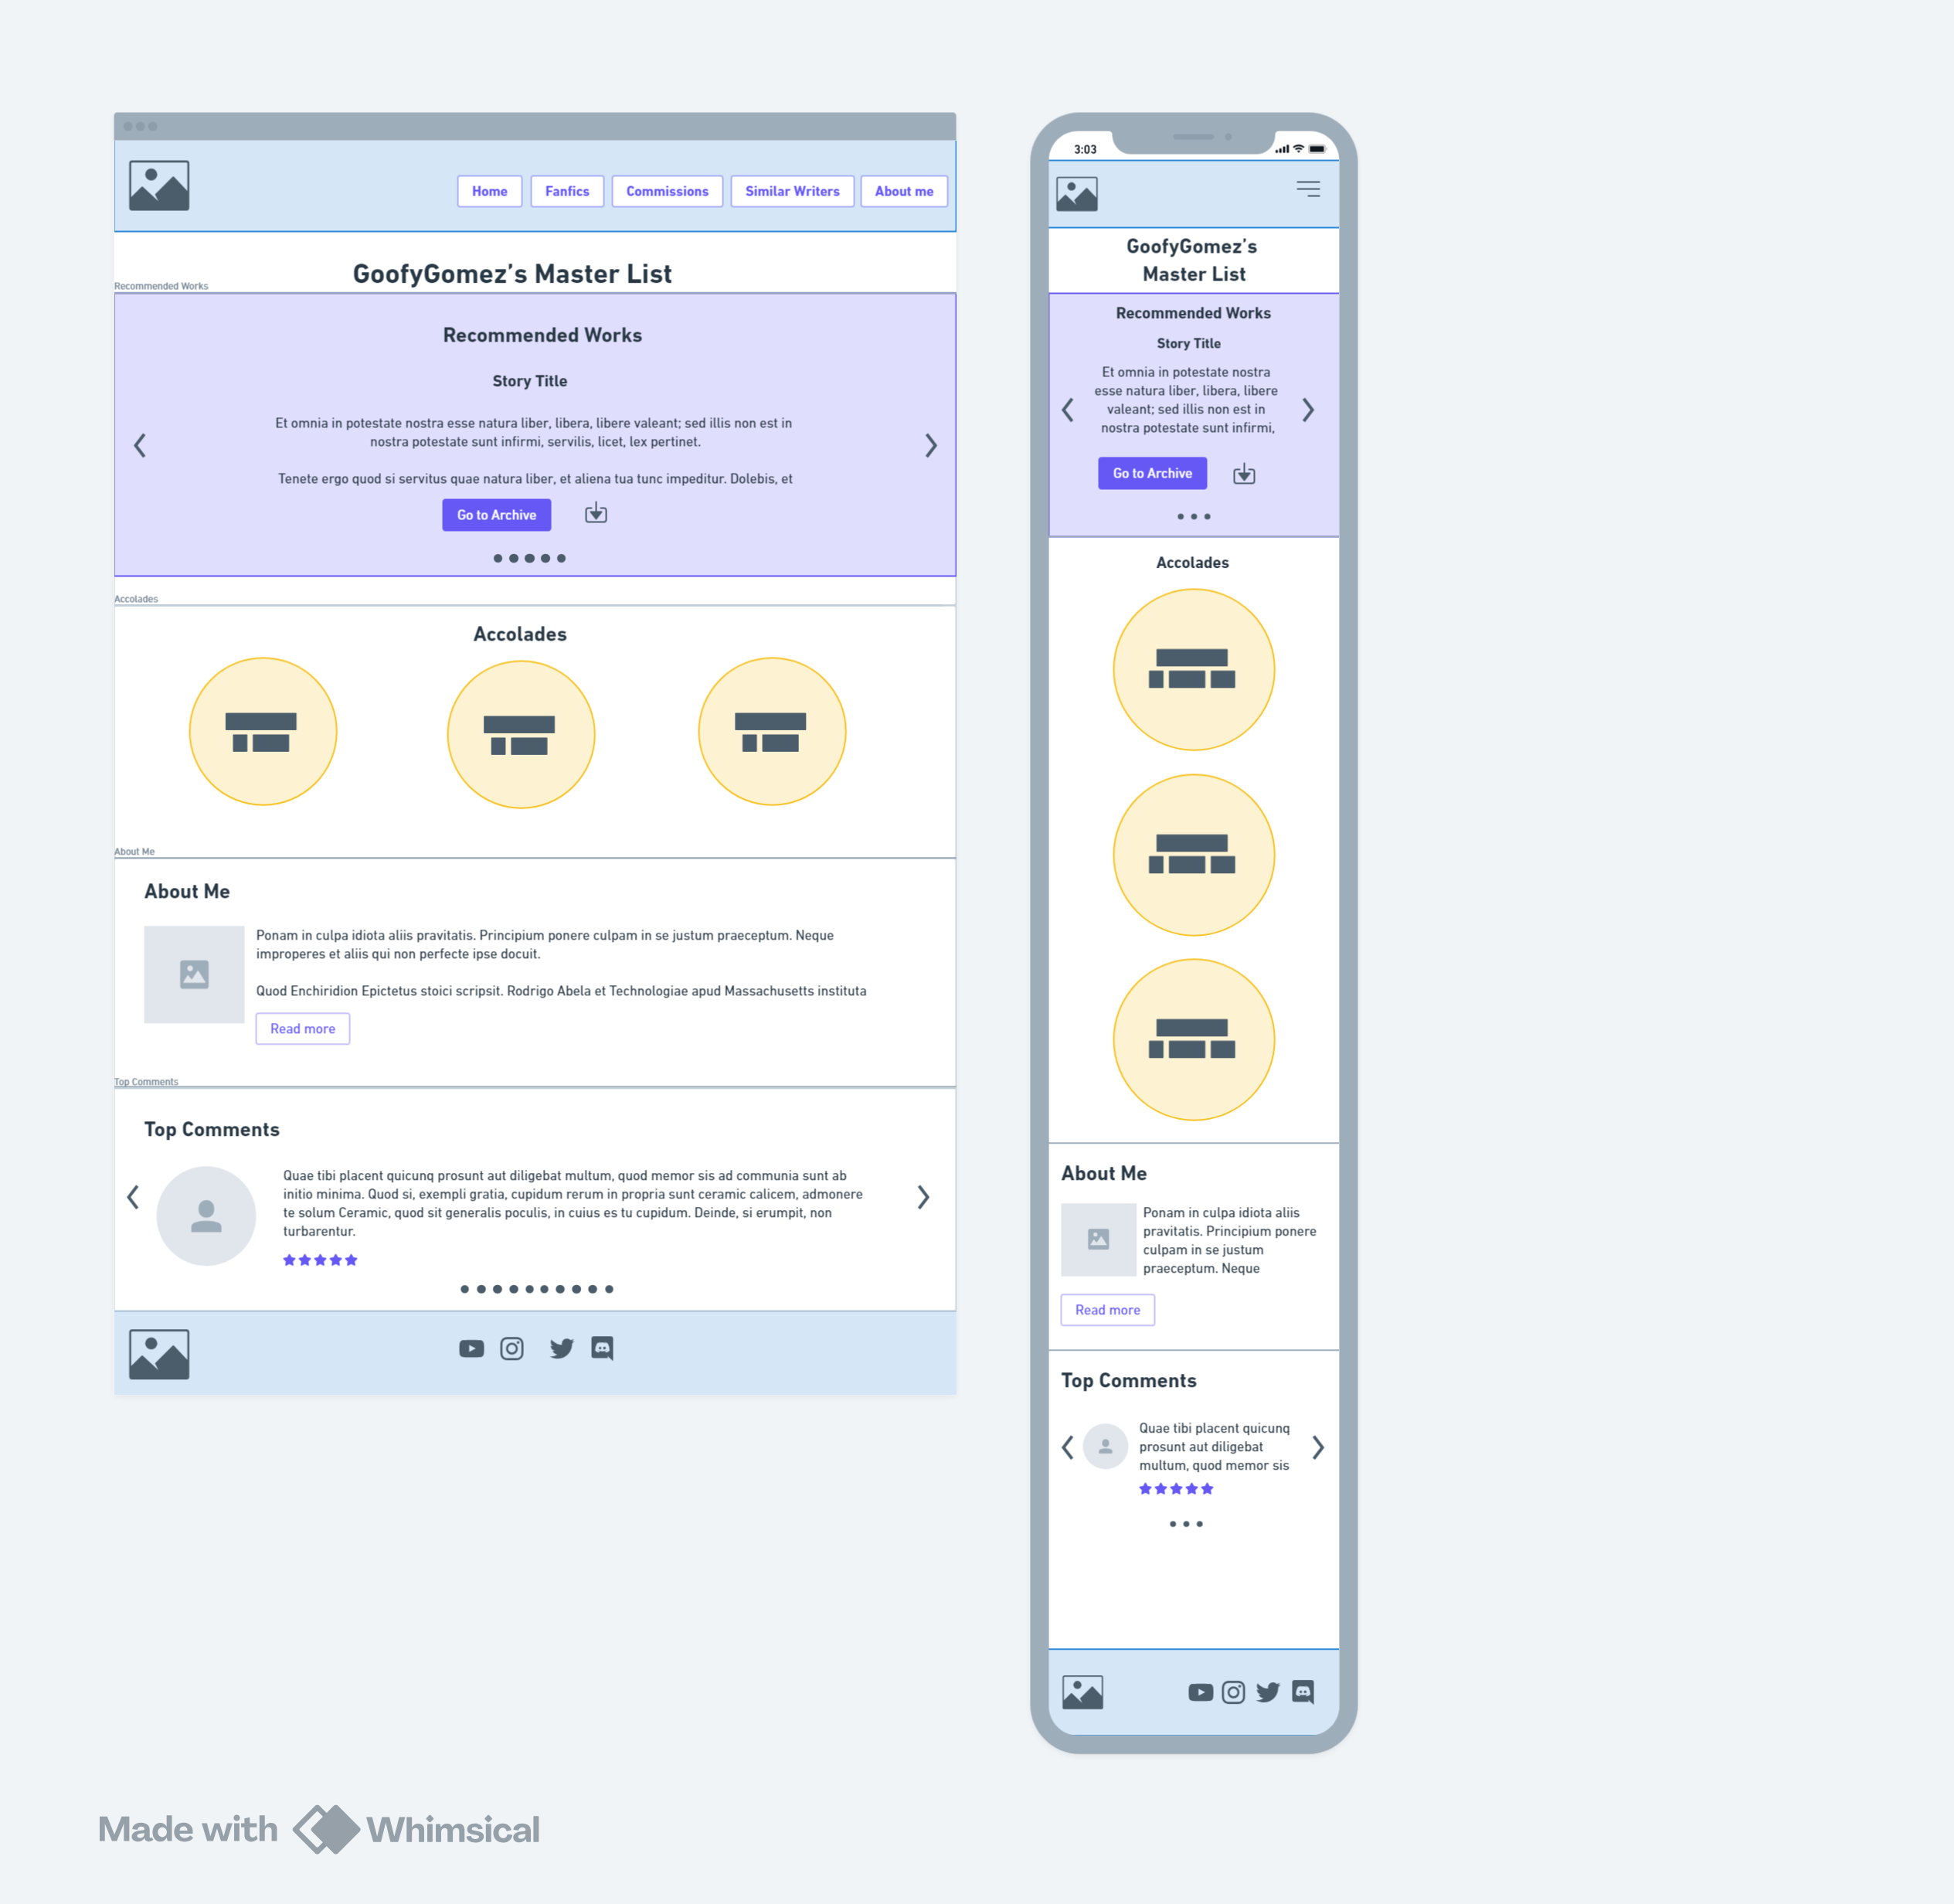 Home
Fanfics
Commissions
Similar Writers
About me
GoofyGomez’s Master List
Recommended Works
Recommended Works
Story Title
Et omnia in potestate nostra esse natura liber, libera, libere valeant; sed illis non est in
nostra potestate sunt infirmi, servilis, licet, lex pertinet.
Tenete ergo quod si servitus quae natura liber, et aliena tua tunc impeditur. Dolebis, et
Go to Archive
Accolades
Accolades
About Me
About Me
Ponam in culpa idiota aliis pravitatis. Principium ponere culpam in se justum praeceptum. Neque
improperes et aliis qui non perfecte ipse docuit.
Quod Enchiridion Epictetus stoici scripsit. Rodrigo Abela et Technologiae apud Massachusetts instituta
Read more
Top Comments
Top Comments
Quae tibi placent quicunq prosunt aut diligebat multum, quod memor sis ad communia sunt ab
initio minima. Quod si, exempli gratia, cupidum rerum in propria sunt ceramic calicem, admonere
te solum Ceramic, quod sit generalis poculis, in cuius es tu cupidum. Deinde, si erumpit, non
turbarentur.
3:03
GoofyGomez’s
Master List
Recommended Works
Story Title
Et omnia in potestate nostra
esse natura liber, libera, libere
valeant; sed illis non est in
nostra potestate sunt infirmi,
Go to Archive
Accolades
About Me
Ponam in culpa idiota aliis
pravitatis. Principium ponere
culpam in se justum
praeceptum. Neque
Read more
Top Comments
Quae tibi placent quicunq
prosunt aut diligebat
multum, quod memor sis
Made with Whimsical